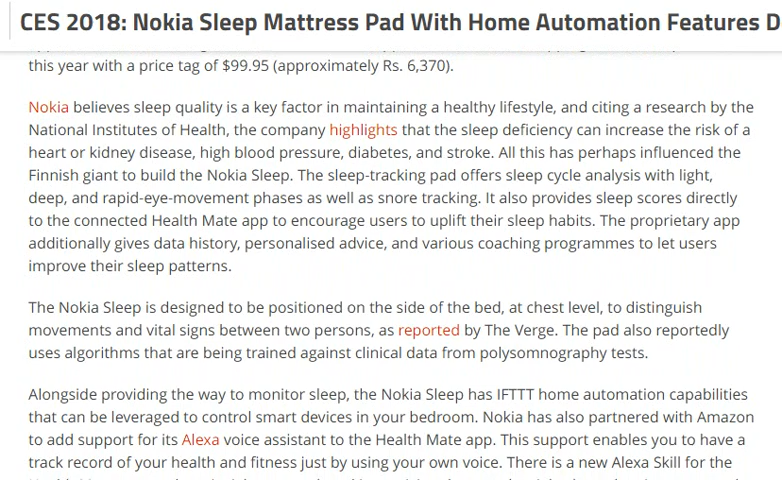 CES 2018: Nokia Sleep Mattress Pad With Home Automation Features D
this year with a price tag of $99.95 (approximately Rs. 6,370).
Nokia believes sleep quality is a key factor in maintaining a healthy lifestyle, and citing a research by the
National Institutes of Health, the company highlights that the sleep deficiency can increase the risk of a
heart or kidney disease, high blood pressure, diabetes, and stroke. All this has perhaps influenced the
Finnish giant to build the Nokia Sleep. The sleep-tracking pad offers sleep cycle analysis with light,
deep, and rapid-eye-movement phases as well as snore tracking. It also provides sleep scores directly
to the connected Health Mate app to encourage users to uplift their sleep habits. The proprietary app
additionally gives data history, personalised advice, and various coaching programmes to let users
improve their sleep patterns.
The Nokia Sleep is designed to be positioned on the side of the bed, at chest level, to distinguish
movements and vital signs between two persons, as reported by The Verge. The pad also reportedly
uses algorithms that are being trained against clinical data from polysomnography tests.
Alongside providing the way to monitor sleep, the Nokia Sleep has IFTTT home automation capabilities
that can be leveraged to control smart devices in your bedroom. Nokia has also partnered with Amazon
to add support for its Alexa voice assistant to the Health Mate app. This support enables you to have a
track record of your health and fitness just by using your own voice. There is a new Alexa Skill for the